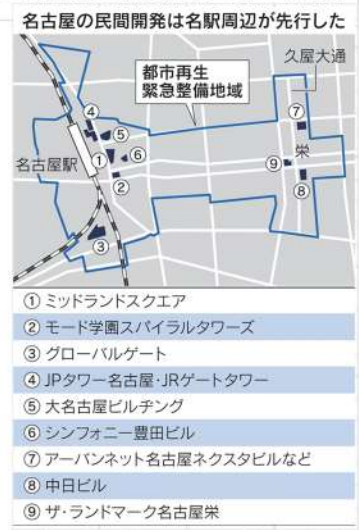 名古屋の民間開発は名駅周辺が先行した
久屋大通
都市再生
緊急整備地域
④
⑤
①
⑥
名古屋駅
②
③
⑦
栄
⑨
⑧
① ミッドランドスクエア
② モード学園スパイラルタワーズ
③ グローバルゲート
④ JPタワー名古屋・JRゲートタワー
⑤ 大名古屋ビルヂング
⑥ シンフォニー豊田ビル
⑦ アーバンネット名古屋ネクスタビルなど
⑧ 中日ビル
⑨ ザ・ランドマーク名古屋栄